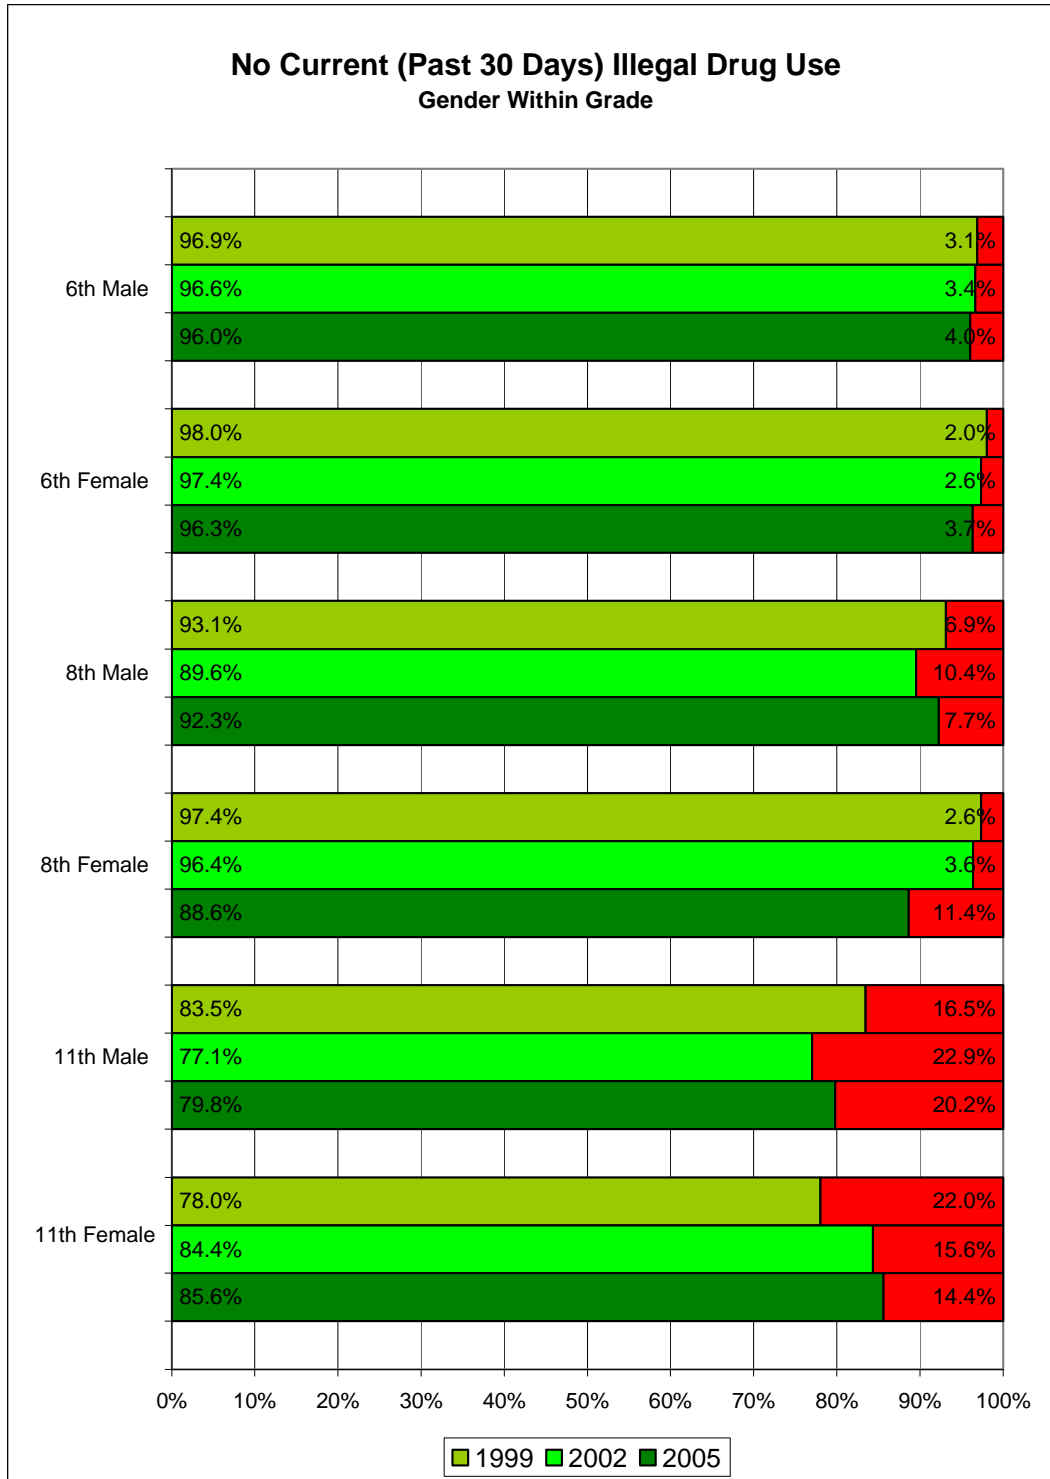 No Current (Past 30 Days) Illegal Drug Use
Gender Within Grade
96.9% 3.1%
6th Male 96.6% 3.4%
96.0% 4.0%
98.0% 2.0%
6th Female 97.4% 2.6%
96.3% 3.7%
93.1% 6.9%
8th Male 89.6% 10.4%
92.3% 7.7%
97.4% 2.6%
8th Female 96.4% 3.6%
88.6% 11.4%
83.5% 16.5%
11th Male 77.1% 22.9%
79.8% 20.2%
78.0% 22.0%
11th Female 84.4% 15.6%
85.6% 14.4%
0% 10% 20% 30% 40% 50% 60% 70% 80% 90% 100%
1999 2002 2005